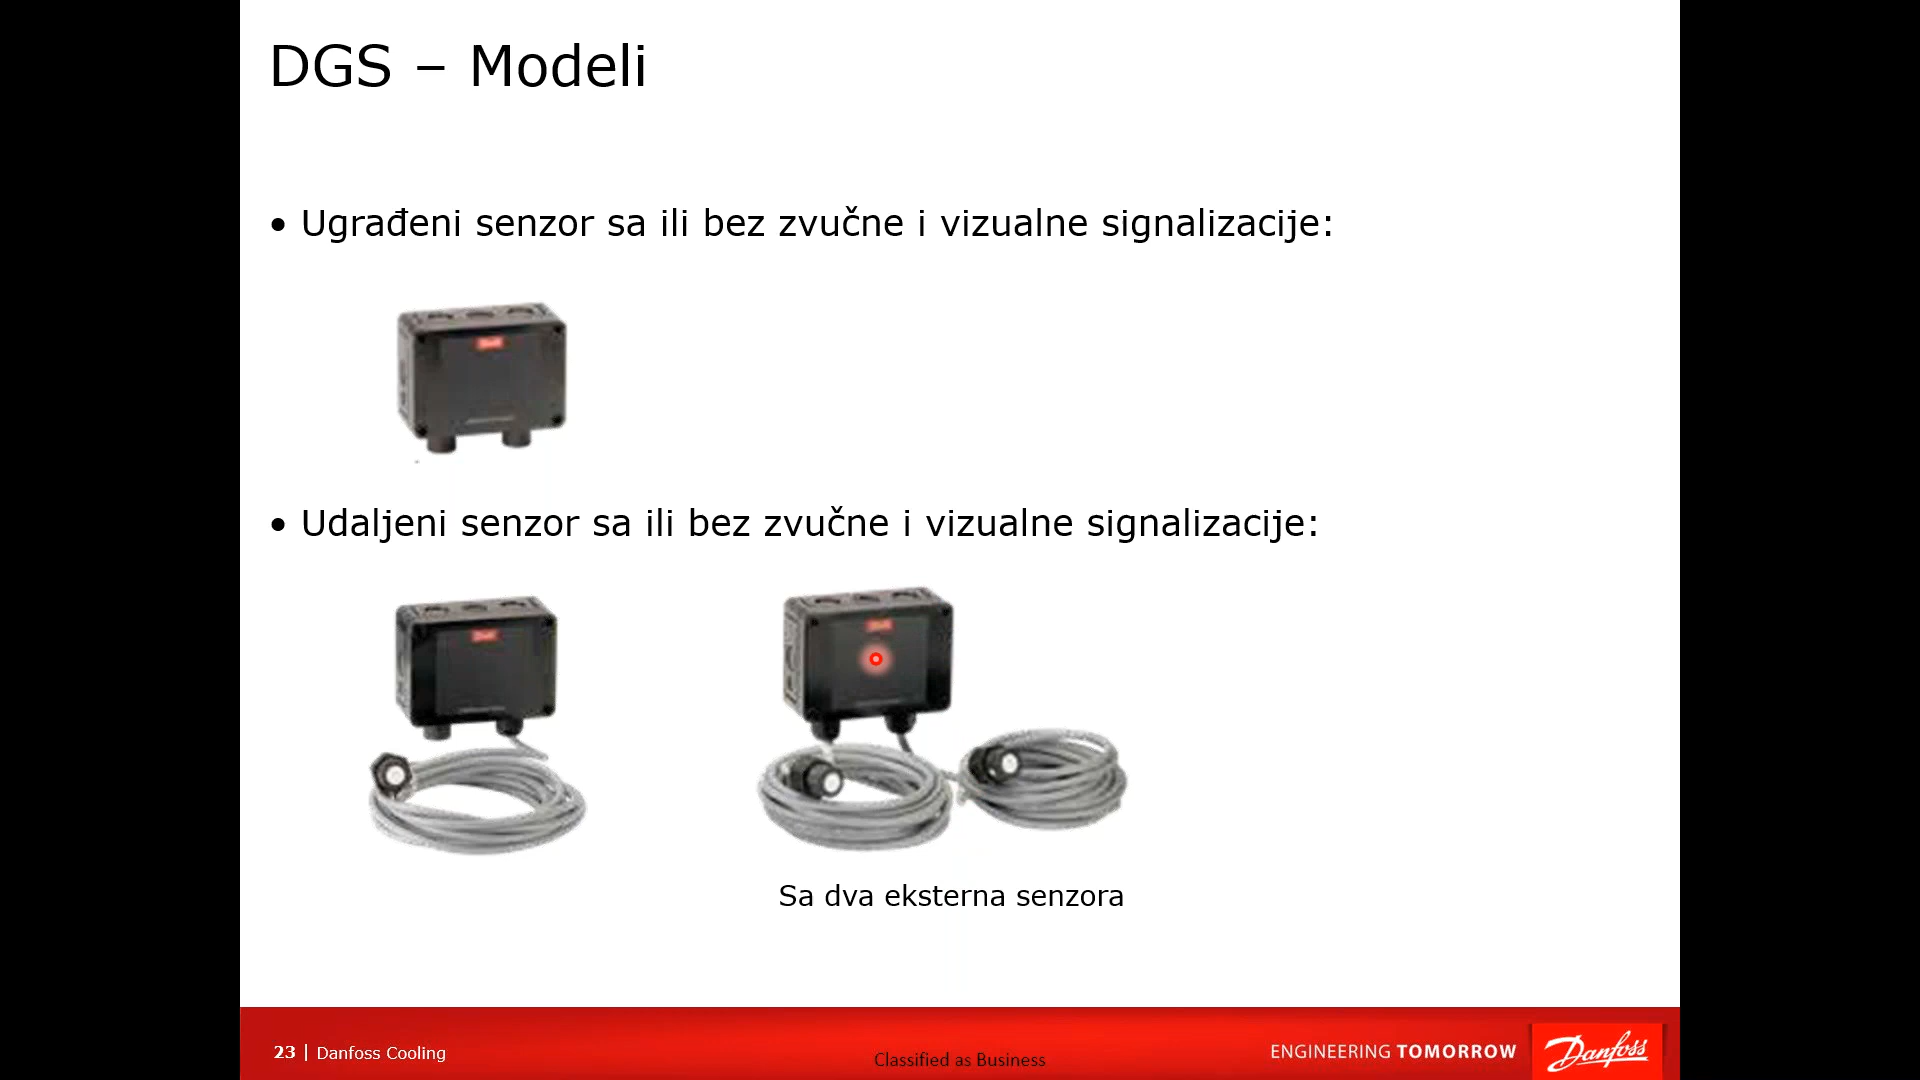 DGS – Modeli
• Ugrađeni senzor sa ili bez zvučne i vizualne signalizacije:
• Udaljeni senzor sa ili bez zvučne i vizualne signalizacije:
Sa dva eksterna senzora
23 | Danfoss Cooling
Classified as Business
ENGINEERING TOMORROW
Danfoss